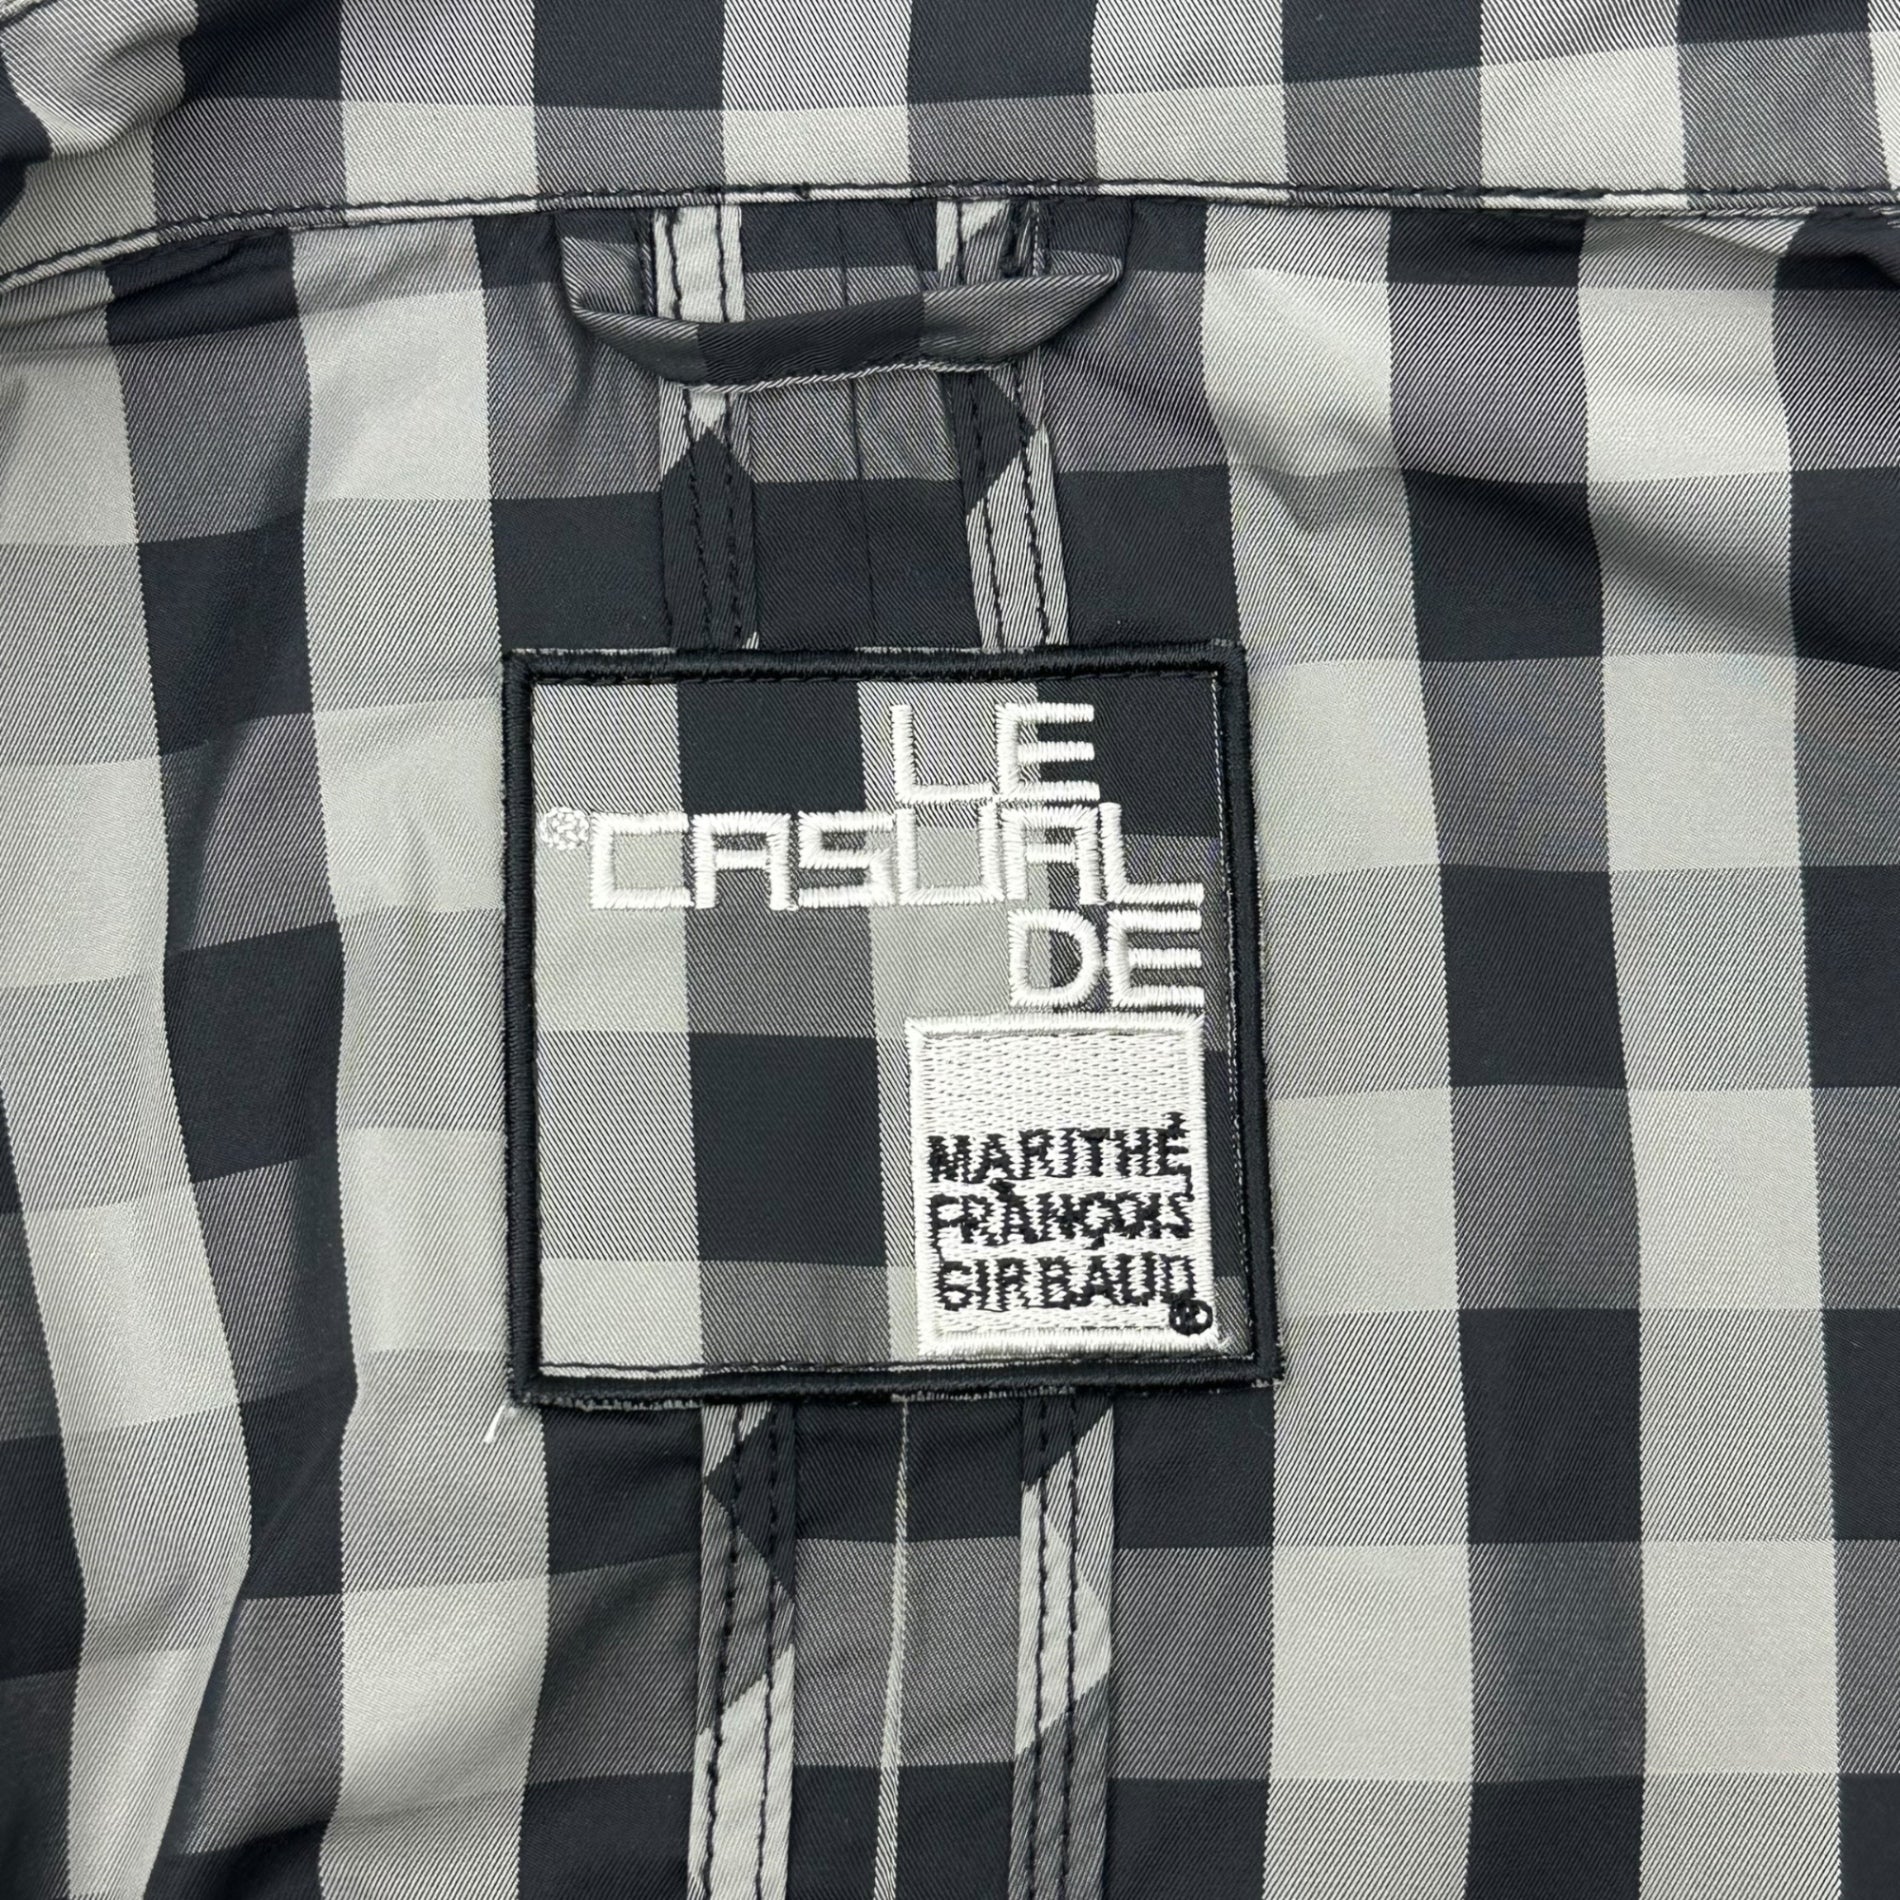 LE
®CASUAL
DE
MARITHÉ
FRANÇOIS
GIRBAUD®